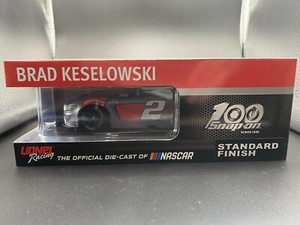 BRAD KESELOWSKI
2
100
Snap-on
LIONEL Racing THE OFFICIAL DIE-CAST OF NASCAR
STANDARD
FINISH